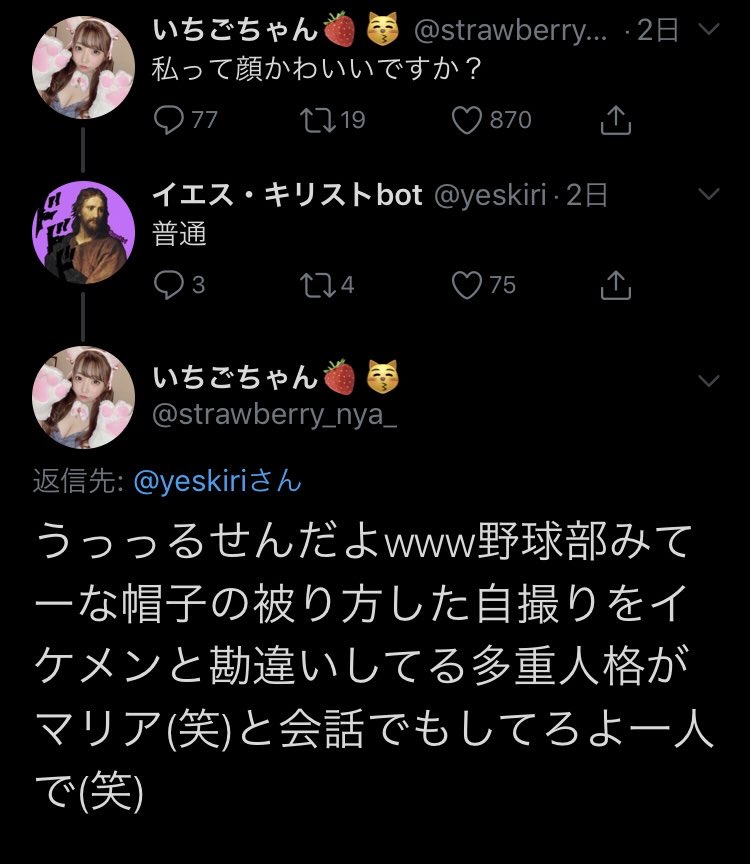 いちごちゃん🍓😽 @strawberry... · 2日
私って顔かわいいですか？
77 19 870
イエス・キリストbot @yeskiri · 2日
普通
3 4 75
いちごちゃん🍓😽
@strawberry_nya_
返信先: @yeskiriさん
うっっるせんだよwww野球部みて
ーな帽子の被り方した自撮りをイ
ケメンと勘違いしてる多重人格が
マリア(笑)と会話でもしてろよ一人
で(笑)
ドドド